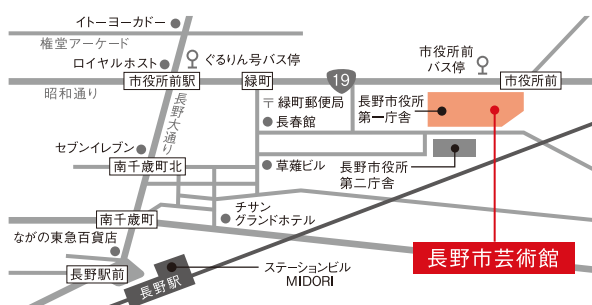 イトーヨーカドー
権堂アーケード
ロイヤルホスト
ぐるりん号バス停
市役所前
バス停
市役所前駅
緑町
19
市役所前
昭和通り
長野大通り
〒緑町郵便局
長春館
長野市役所
第一庁舎
セブンイレブン
南千歳町北
草薙ビル
長野市役所
第二庁舎
南千歳町
チサン
グランドホテル
ながの東急百貨店
長野市芸術館
長野駅前
長野駅
ステーションビル
MIDORI